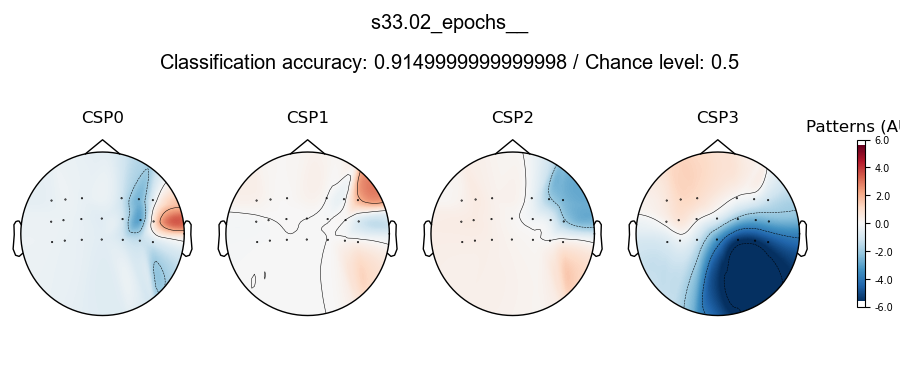 s33.02_epochs__
Classification accuracy: 0.9149999999999998 / Chance level: 0.5
CSP0
CSP1
CSP2
CSP3
Patterns (AU
6.0
4.0
2.0
0.0
-2.0
-4.0
-6.0